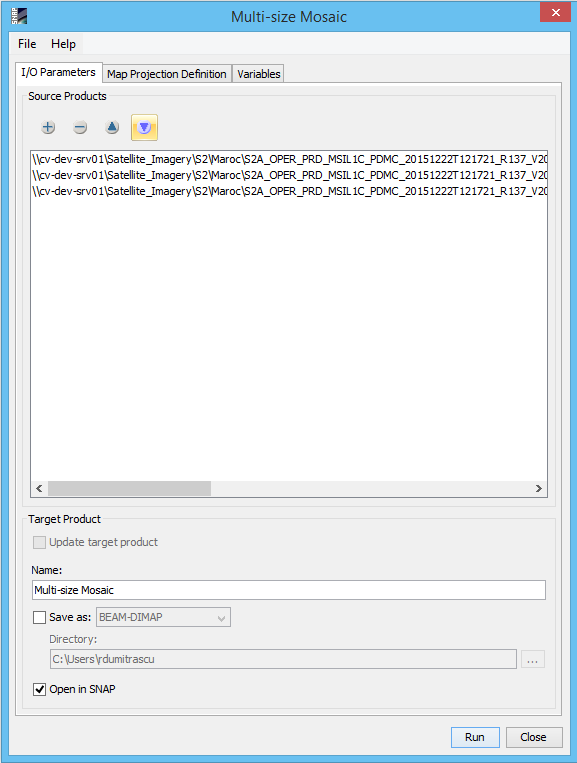 Multi-size Mosaic
File Help
I/O Parameters Map Projection Definition Variables
Source Products
\\cv-dev-srv01\Satellite_Imagery\S2\Maroc\S2A_OPER_PRD_MSIL1C_PDMC_20151222T121721_R137_V20
\\cv-dev-srv01\Satellite_Imagery\S2\Maroc\S2A_OPER_PRD_MSIL1C_PDMC_20151222T121721_R137_V20
\\cv-dev-srv01\Satellite_Imagery\S2\Maroc\S2A_OPER_PRD_MSIL1C_PDMC_20151222T121721_R137_V20
Target Product
Update target product
Name:
Multi-size Mosaic
Save as: BEAM-DIMAP
Directory:
C:\Users\rdumitrascu ...
Open in SNAP
Run Close